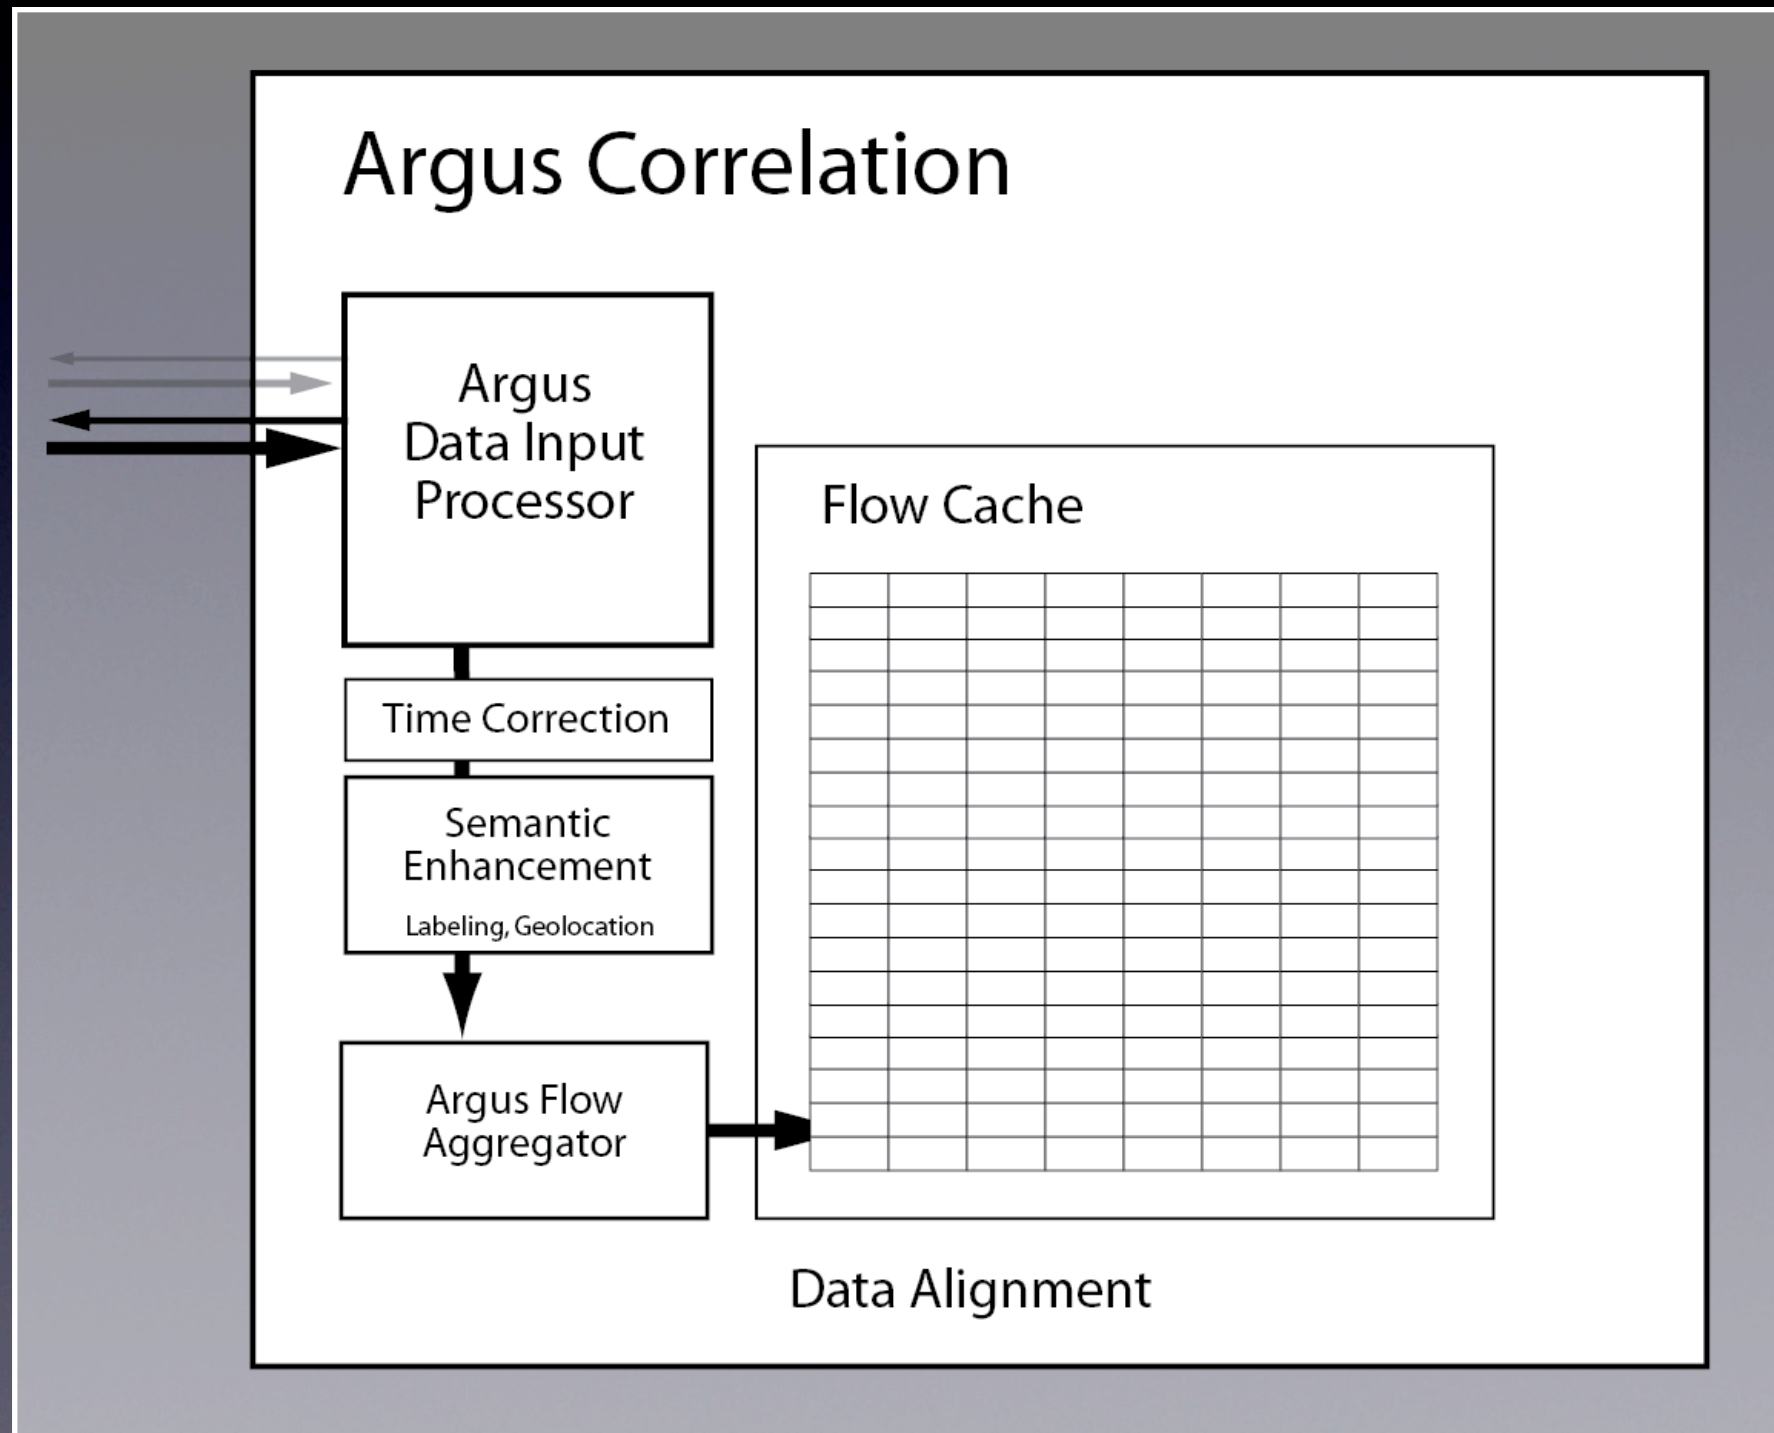 Argus Correlation
Argus
Data Input
Processor
Time Correction
Semantic
Enhancement
Labeling, Geolocation
Argus Flow
Aggregator
Flow Cache
Data Alignment